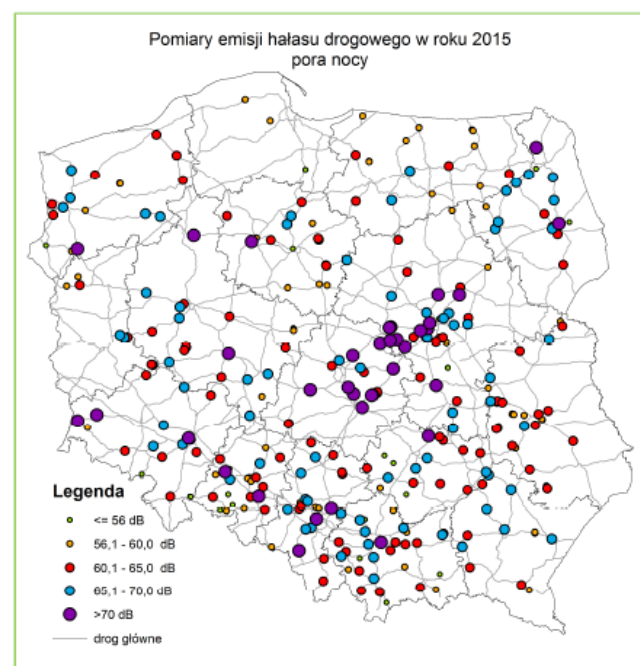 Pomiary emisji hałasu drogowego w roku 2015
pora nocy
Legenda
<= 56 dB
56,1 - 60,0 dB
60,1 - 65,0 dB
65,1 - 70,0 dB
>70 dB
drog główne